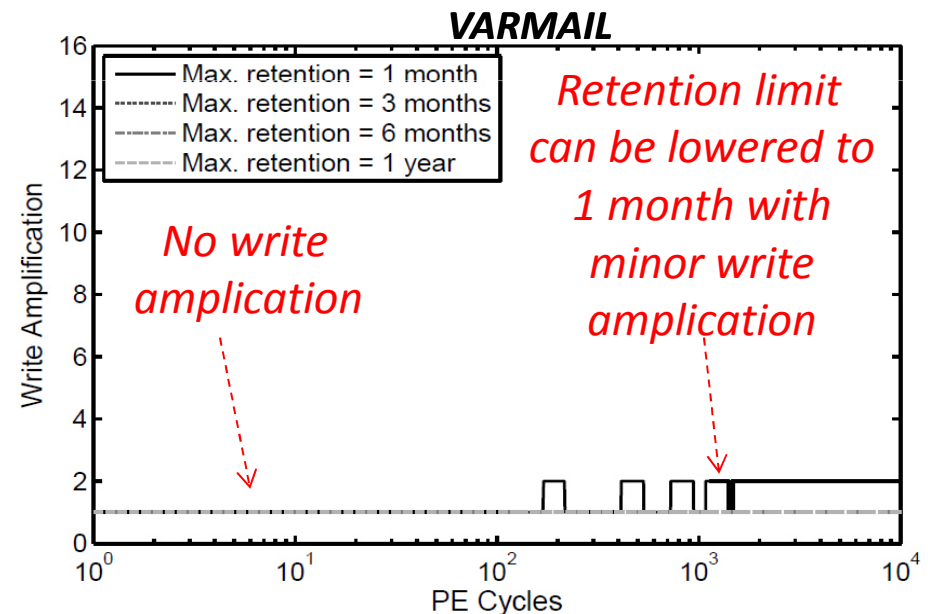 VARMAIL
16
14
12
10
8
6
4
2
0
Write Amplification
Max. retention = 1 month
Max. retention = 3 months
Max. retention = 6 months
Max. retention = 1 year
No write
amplication
Retention limit
can be lowered to
1 month with
minor write
amplication
10^0
10^1
10^2
10^3
10^4
PE Cycles